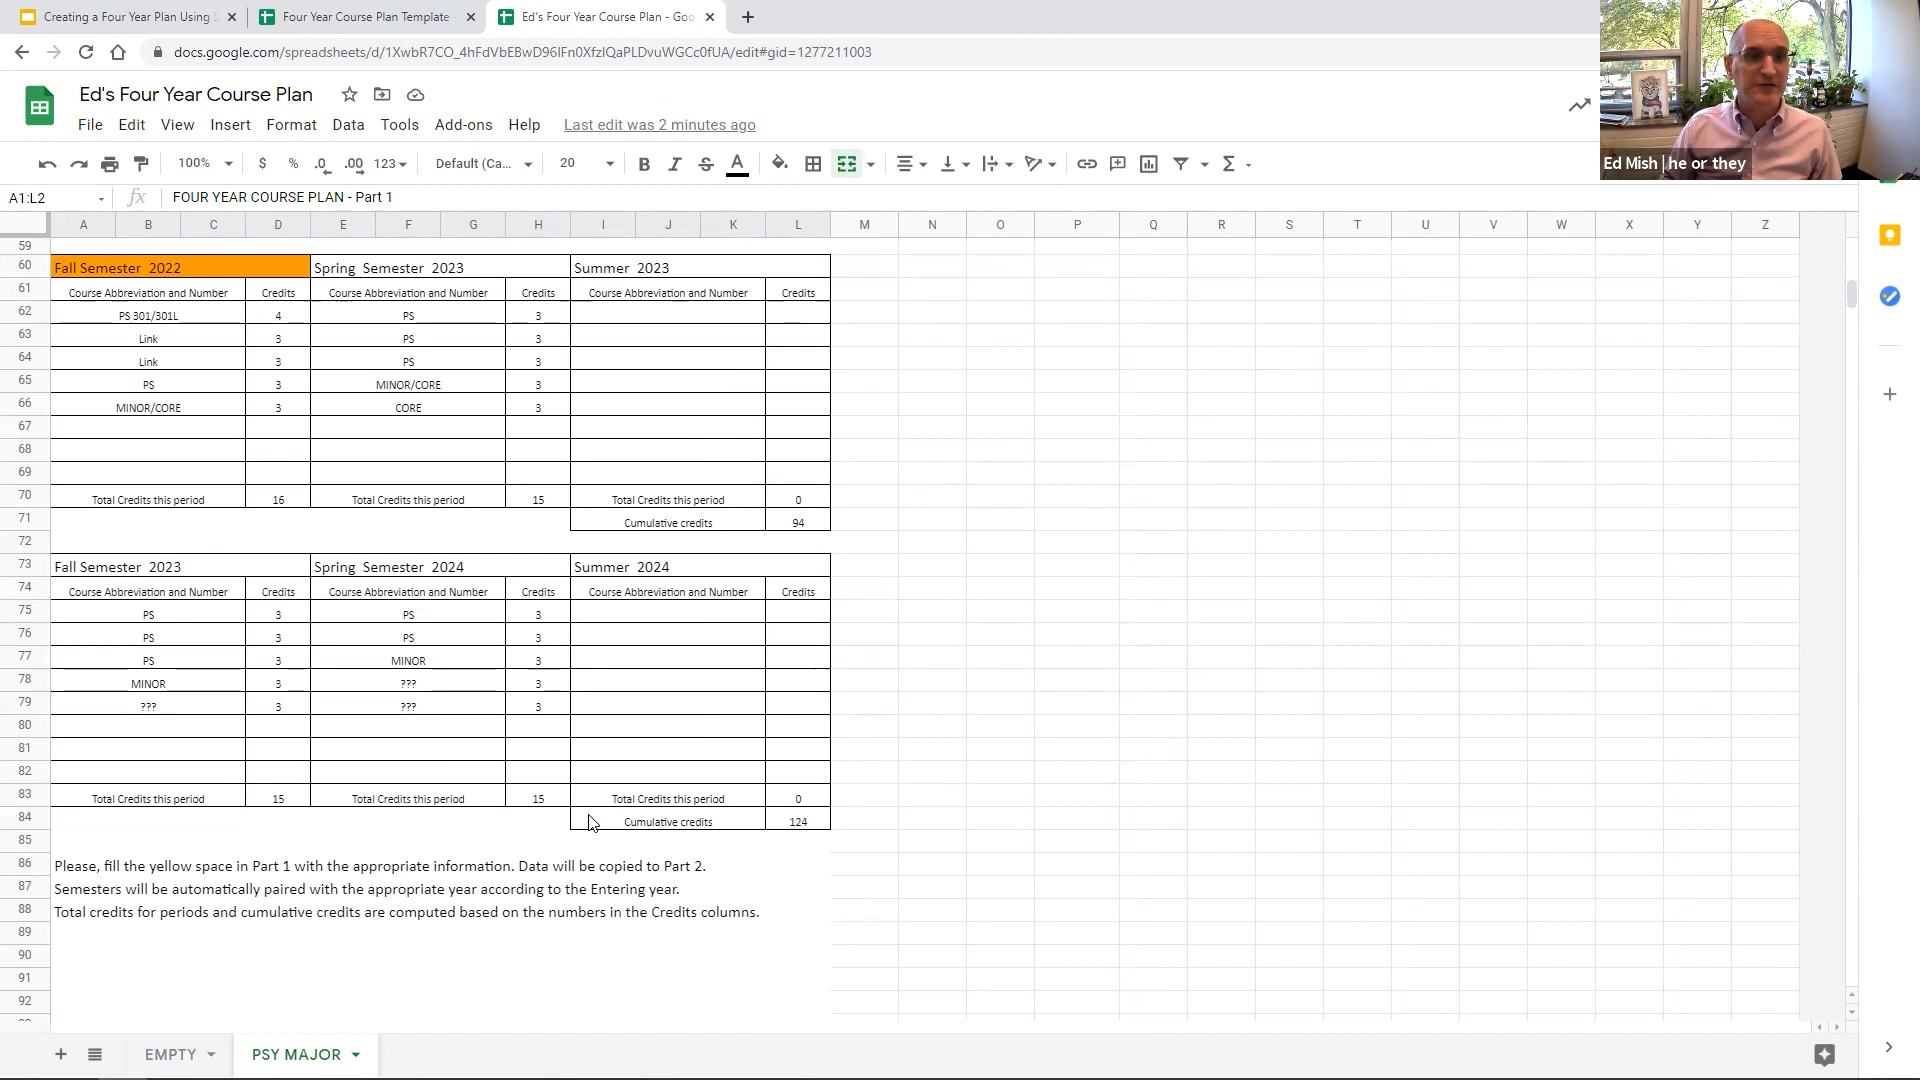 Creating a Four Year Plan Using S
Four Year Course Plan Template -
Ed's Four Year Course Plan - Goo
docs.google.com/spreadsheets/d/1XwbR7CO_4hFdVbEBwD96IFn0XfzIQaPLDvuWGCc0fUA/edit#gid=1277211003
Ed's Four Year Course Plan
File Edit View Insert Format Data Tools Add-ons Help Last edit was 2 minutes ago
100% $ % .0 .00 123 Default (Ca... 20 B I S A Σ
Ed Mish | he or they
A1:L2 fx FOUR YEAR COURSE PLAN - Part 1
A B C D E F G H I J K L M N O P Q R S T U V W X Y Z
59
60 Fall Semester 2022 Spring Semester 2023 Summer 2023
61 Course Abbreviation and Number Credits Course Abbreviation and Number Credits Course Abbreviation and Number Credits
62 PS 301/301L 4 PS 3
63 Link 3 PS 3
64 Link 3 PS 3
65 PS 3 MINOR/CORE 3
66 MINOR/CORE 3 CORE 3
67
68
69
70 Total Credits this period 16 Total Credits this period 15 Total Credits this period 0
71 Cumulative credits 94
72
73 Fall Semester 2023 Spring Semester 2024 Summer 2024
74 Course Abbreviation and Number Credits Course Abbreviation and Number Credits Course Abbreviation and Number Credits
75 PS 3 PS 3
76 PS 3 PS 3
77 PS 3 MINOR 3
78 MINOR 3 ??? 3
79 ??? 3 ??? 3
80
81
82
83 Total Credits this period 15 Total Credits this period 15 Total Credits this period 0
84 Cumulative credits 124
85
86 Please, fill the yellow space in Part 1 with the appropriate information. Data will be copied to Part 2.
87 Semesters will be automatically paired with the appropriate year according to the Entering year.
88 Total credits for periods and cumulative credits are computed based on the numbers in the Credits columns.
89
90
91
92
EMPTY PSY MAJOR